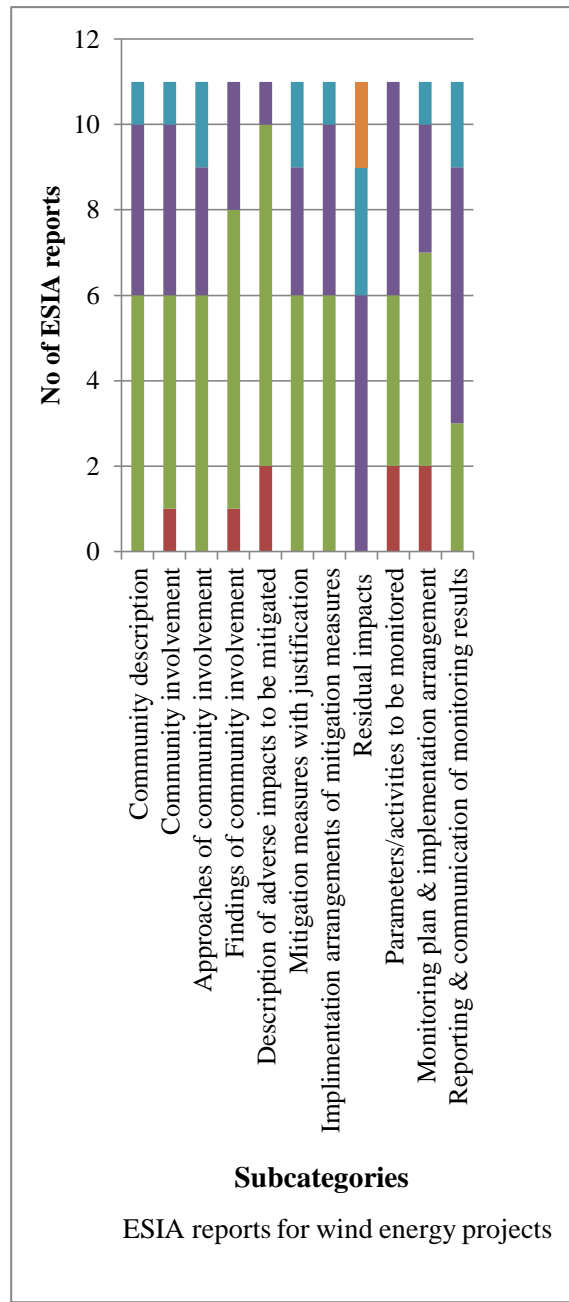 12
10
8
6
4
2
0
No of ESIA reports
Community description
Community involvement
Approaches of community involvement
Findings of community involvement
Description of adverse impacts to be mitigated
Mitigation measures with justification
Implimentation arrangements of mitigation measures
Residual impacts
Parameters/activities to be monitored
Monitoring plan & implementation arrangement
Reporting & communication of monitoring results
Subcategories
ESIA reports for wind energy projects